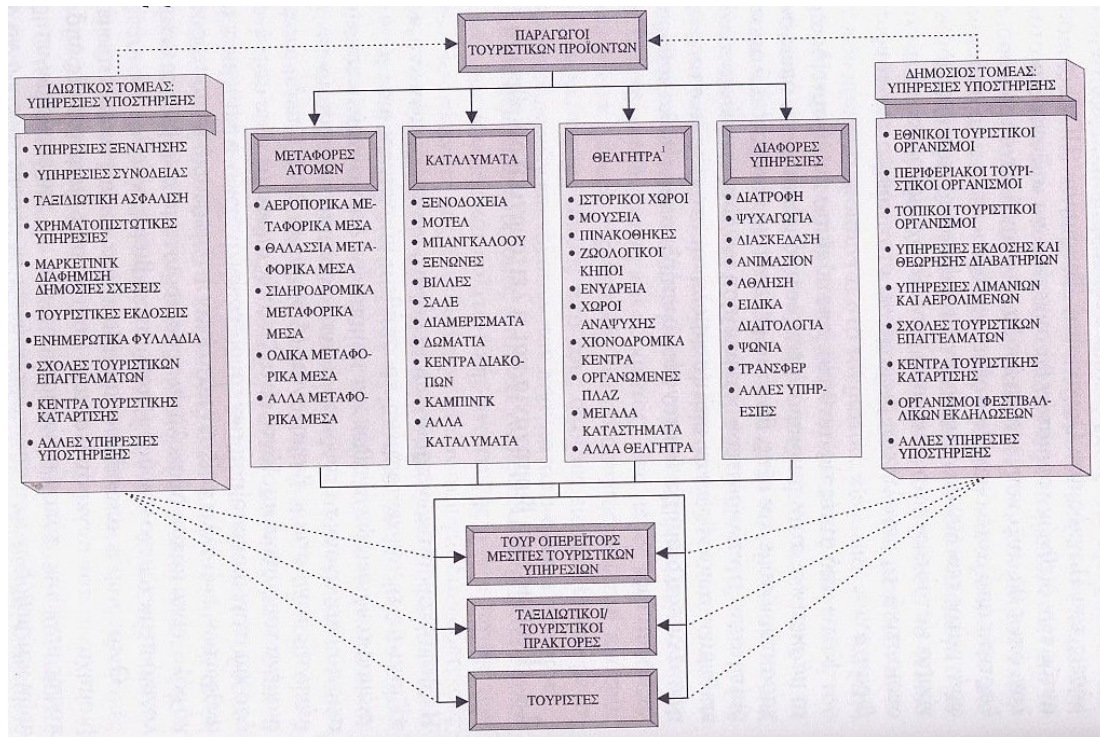 ΠΑΡΑΓΩΓΟΙ
ΤΟΥΡΙΣΤΙΚΩΝ ΠΡΟΪΟΝΤΩΝ
ΙΔΙΩΤΙΚΟΣ ΤΟΜΕΑΣ:
ΥΠΗΡΕΣΙΕΣ ΥΠΟΣΤΗΡΙΞΗΣ
• ΥΠΗΡΕΣΙΕΣ ΞΕΝΑΓΗΣΗΣ
• ΥΠΗΡΕΣΙΕΣ ΣΥΝΟΔΕΙΑΣ
• ΤΑΞΙΔΙΩΤΙΚΗ ΑΣΦΑΛΙΣΗ
• ΧΡΗΜΑΤΟΠΙΣΤΩΤΙΚΕΣ
ΥΠΗΡΕΣΙΕΣ
• ΜΑΡΚΕΤΙΝΓΚ
ΔΙΑΦΗΜΙΣΗ
ΔΗΜΟΣΙΕΣ ΣΧΕΣΕΙΣ
• ΤΟΥΡΙΣΤΙΚΕΣ ΕΚΔΟΣΕΙΣ
• ΕΝΗΜΕΡΩΤΙΚΑ ΦΥΛΛΑΔΙΑ
• ΣΧΟΛΕΣ ΤΟΥΡΙΣΤΙΚΩΝ
ΕΠΑΓΓΕΛΜΑΤΩΝ
• ΚΕΝΤΡΑ ΤΟΥΡΙΣΤΙΚΗΣ
ΚΑΤΑΡΤΙΣΗΣ
• ΑΛΛΕΣ ΥΠΗΡΕΣΙΕΣ
ΥΠΟΣΤΗΡΙΞΗΣ
ΜΕΤΑΦΟΡΕΣ
ΑΤΟΜΩΝ
• ΑΕΡΟΠΟΡΙΚΑ ΜΕ-
ΤΑΦΟΡΙΚΑ ΜΕΣΑ
• ΘΑΛΑΣΣΙΑ ΜΕΤΑ-
ΦΟΡΙΚΑ ΜΕΣΑ
• ΣΙΔΗΡΟΔΡΟΜΙΚΑ
ΜΕΤΑΦΟΡΙΚΑ
ΜΕΣΑ
• ΟΔΙΚΑ ΜΕΤΑΦΟ-
ΡΙΚΑ ΜΕΣΑ
• ΑΛΛΑ ΜΕΤΑΦΟ-
ΡΙΚΑ ΜΕΣΑ
ΚΑΤΑΛΥΜΑΤΑ
• ΞΕΝΟΔΟΧΕΙΑ
• ΜΟΤΕΛ
• ΜΠΑΝΓΚΑΛΟΟΥ
• ΞΕΝΩΝΕΣ
• ΒΙΛΛΕΣ
• ΣΑΛΕ
• ΔΙΑΜΕΡΙΣΜΑΤΑ
• ΔΩΜΑΤΙΑ
• ΚΕΝΤΡΑ ΔΙΑΚΟ-
ΠΩΝ
• ΚΑΜΠΙΝΓΚ
• ΑΛΛΑ
ΚΑΤΑΛΥΜΑΤΑ
ΘΕΛΓΗΤΡΑ¹
• ΙΣΤΟΡΙΚΟΙ ΧΩΡΟΙ
• ΜΟΥΣΕΙΑ
• ΠΙΝΑΚΟΘΗΚΕΣ
• ΖΩΟΛΟΓΙΚΟΙ
ΚΗΠΟΙ
• ΕΝΥΔΡΕΙΑ
• ΧΩΡΟΙ
ΑΝΑΨΥΧΗΣ
• ΧΙΟΝΟΔΡΟΜΙΚΑ
ΚΕΝΤΡΑ
• ΟΡΓΑΝΩΜΕΝΕΣ
ΠΛΑΖ
• ΜΕΓΑΛΑ
ΚΑΤΑΣΤΗΜΑΤΑ
• ΑΛΛΑ ΘΕΛΓΗΤΡΑ
ΔΙΑΦΟΡΕΣ
ΥΠΗΡΕΣΙΕΣ
• ΔΙΑΤΡΟΦΗ
• ΨΥΧΑΓΩΓΙΑ
• ΔΙΑΣΚΕΔΑΣΗ
• ΑΝΙΜΑΣΙΟΝ
• ΑΘΛΗΣΗ
• ΕΙΔΙΚΑ
ΔΙΑΙΤΟΛΟΓΙΑ
• ΨΩΝΙΑ
• ΤΡΑΝΣΦΕΡ
• ΑΛΛΕΣ ΥΠΗΡ-
ΕΣΙΕΣ
ΔΗΜΟΣΙΟΣ ΤΟΜΕΑΣ:
ΥΠΗΡΕΣΙΕΣ ΥΠΟΣΤΗΡΙΞΗΣ
• ΕΘΝΙΚΟΙ ΤΟΥΡΙΣΤΙΚΟΙ
ΟΡΓΑΝΙΣΜΟΙ
• ΠΕΡΙΦΕΡΙΑΚΟΙ ΤΟΥΡΙ-
ΣΤΙΚΟΙ ΟΡΓΑΝΙΣΜΟΙ
• ΤΟΠΙΚΟΙ ΤΟΥΡΙΣΤΙΚΟΙ
ΟΡΓΑΝΙΣΜΟΙ
• ΥΠΗΡΕΣΙΕΣ ΕΚΔΟΣΗΣ ΚΑΙ
ΘΕΩΡΗΣΗΣ ΔΙΑΒΑΤΗΡΙΩΝ
• ΥΠΗΡΕΣΙΕΣ ΛΙΜΑΝΙΩΝ
ΚΑΙ ΑΕΡΟΛΙΜΕΝΩΝ
• ΣΧΟΛΕΣ ΤΟΥΡΙΣΤΙΚΩΝ
ΕΠΑΓΓΕΛΜΑΤΩΝ
• ΚΕΝΤΡΑ ΤΟΥΡΙΣΤΙΚΗΣ
ΚΑΤΑΡΤΙΣΗΣ
• ΟΡΓΑΝΙΣΜΟΙ ΦΕΣΤΙΒΑΛ-
ΛΙΚΩΝ ΕΚΔΗΛΩΣΕΩΝ
• ΑΛΛΕΣ ΥΠΗΡΕΣΙΕΣ
ΥΠΟΣΤΗΡΙΞΗΣ
ΤΟΥΡ ΟΠΕΡΕΪΤΟΡΣ
ΜΕΣΙΤΕΣ ΤΟΥΡΙΣΤΙΚΩΝ
ΥΠΗΡΕΣΙΩΝ
ΤΑΞΙΔΙΩΤΙΚΟΙ/
ΤΟΥΡΙΣΤΙΚΟΙ
ΠΡΑΚΤΟΡΕΣ
ΤΟΥΡΙΣΤΕΣ